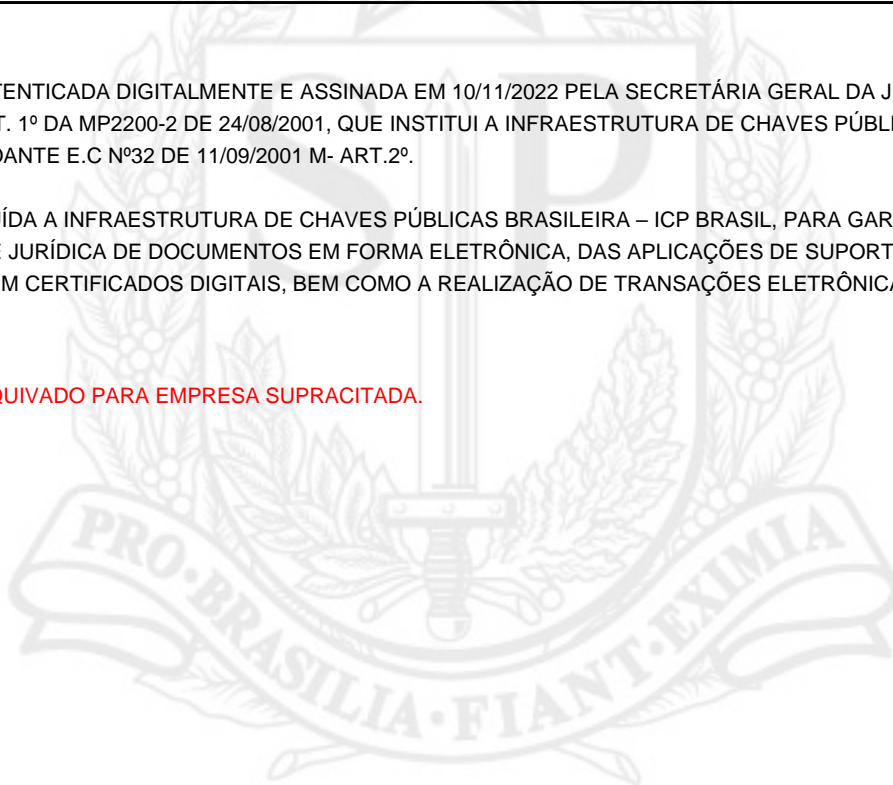 SP
TENTICADA DIGITALMENTE E ASSINADA EM 10/11/2022 PELA SECRETÁRIA GERAL DA J
T. 1º DA MP2200-2 DE 24/08/2001, QUE INSTITUI A INFRAESTRUTURA DE CHAVES PÚBL
DANTE E.C Nº32 DE 11/09/2001 M- ART.2º.
UÍDA A INFRAESTRUTURA DE CHAVES PÚBLICAS BRASILEIRA – ICP BRASIL, PARA GAR
E JURÍDICA DE DOCUMENTOS EM FORMA ELETRÔNICA, DAS APLICAÇÕES DE SUPORT
M CERTIFICADOS DIGITAIS, BEM COMO A REALIZAÇÃO DE TRANSAÇÕES ELETRÔNICA
QUIVADO PARA EMPRESA SUPRACITADA.
PRO·BRASILIA·FIANT·EXIMIA